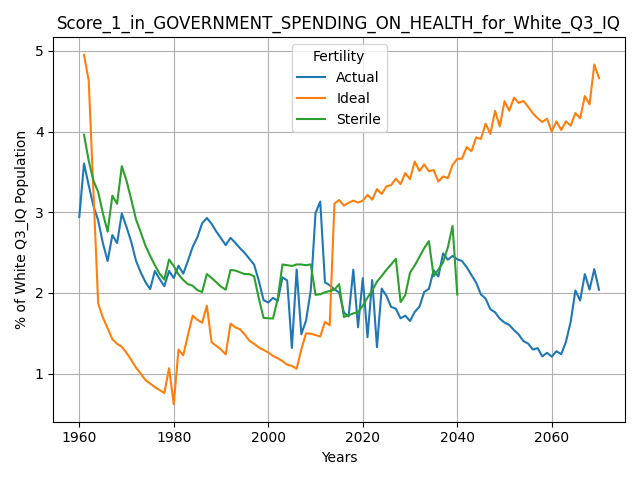 Score_1_in_GOVERNMENT_SPENDING_ON_HEALTH_for_White_Q3_IQ
Fertility
Actual
Ideal
Sterile
% of White Q3_IQ Population
5
4
3
2
1
1960
1980
2000
2020
2040
2060
Years